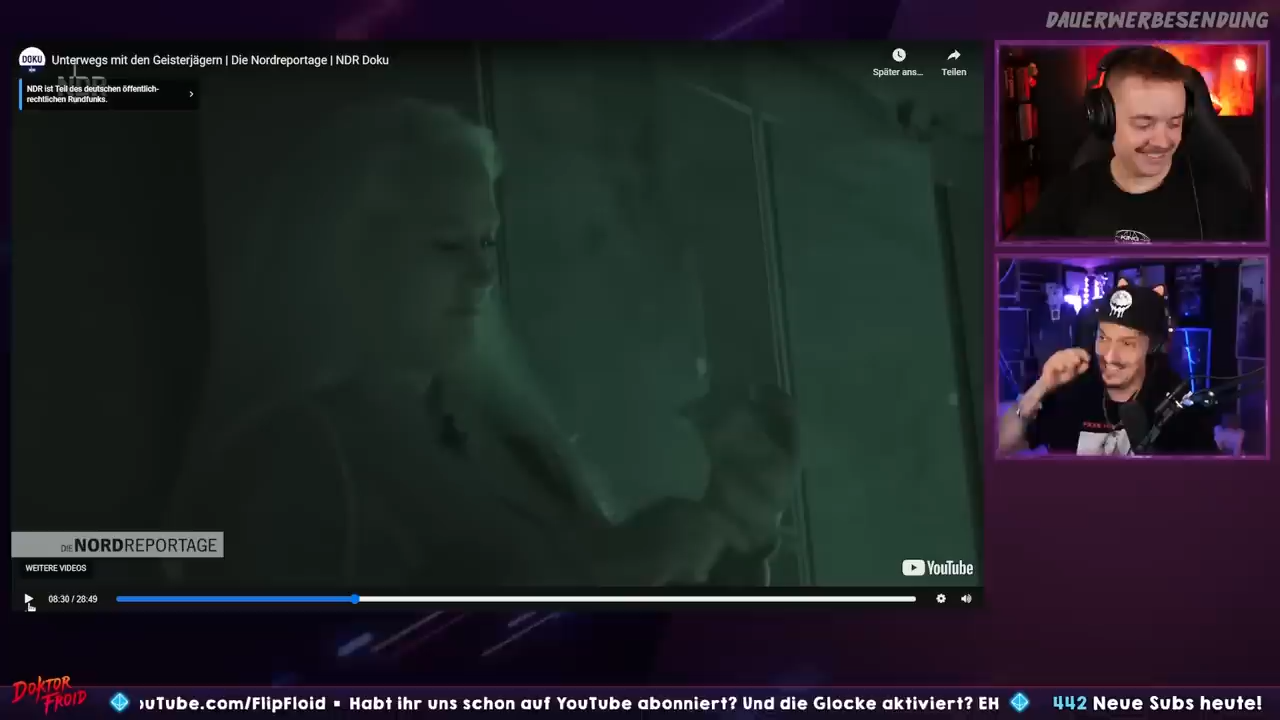 DAUERWERBESENDUNG
DOKU
Unterwegs mit den Geisterjägern | Die Nordreportage | NDR Doku
Später ans...
Teilen
NDR
NDR ist Teil des deutschen öffentlich-
rechtlichen Rundfunks.
KING
DIE NORDREPORTAGE
WEITERE VIDEOS
YouTube
08:30 / 28:49
DOKTOR
FROID
ouTube.com/FlipFloid ▪ Habt ihr uns schon auf YouTube abonniert? Und die Glocke aktiviert? EH
442 Neue Subs heute!